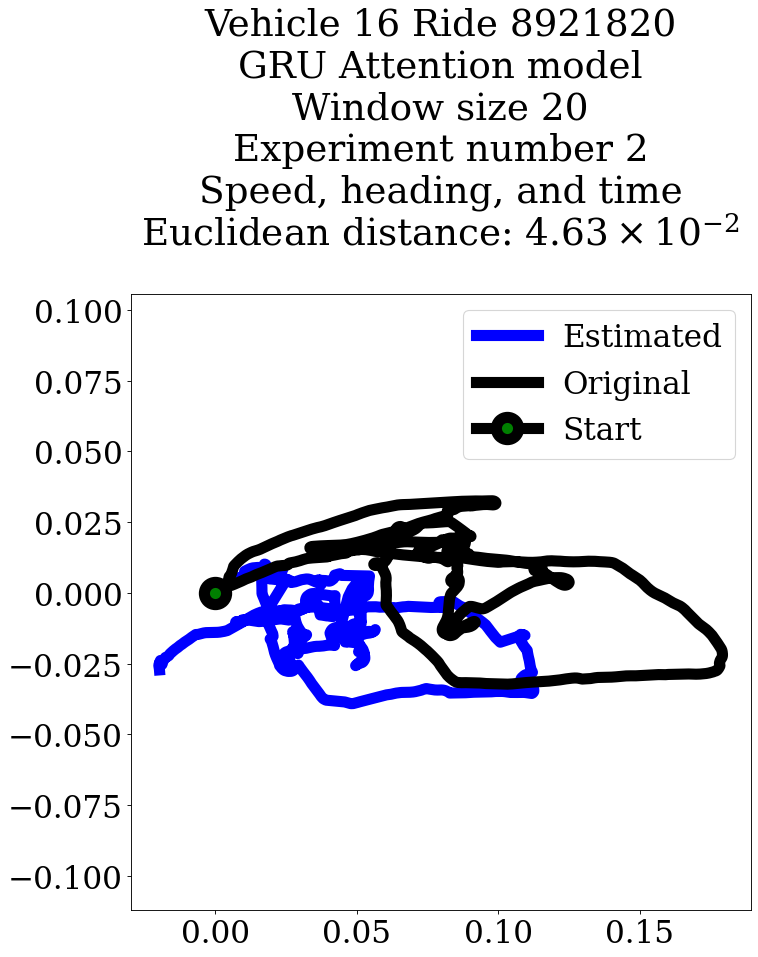 Vehicle 16 Ride 8921820
GRU Attention model
Window size 20
Experiment number 2
Speed, heading, and time
Euclidean distance: 4.63 × 10⁻²
Estimated
Original
Start
0.100
0.075
0.050
0.025
0.000
−0.025
−0.050
−0.075
−0.100
0.00 0.05 0.10 0.15